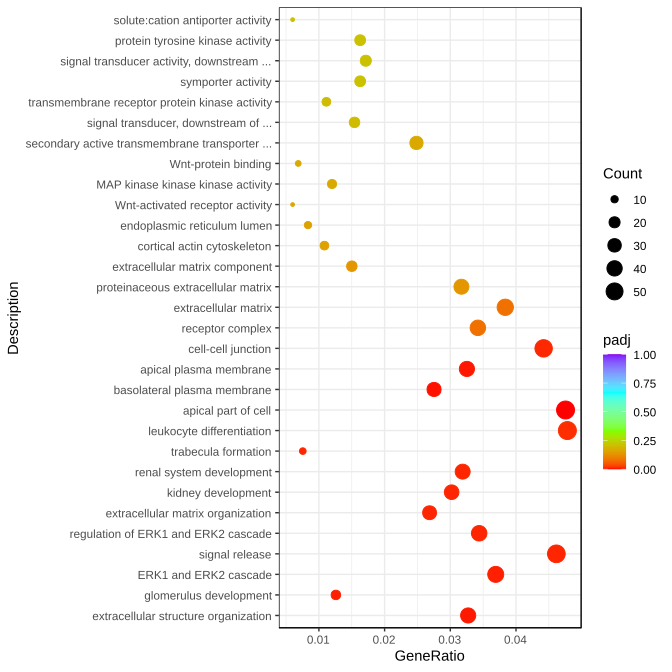 solute:cation antiporter activity
protein tyrosine kinase activity
signal transducer activity, downstream ...
symporter activity
transmembrane receptor protein kinase activity
signal transducer, downstream of ...
secondary active transmembrane transporter ...
Wnt-protein binding
MAP kinase kinase kinase activity
Wnt-activated receptor activity
endoplasmic reticulum lumen
cortical actin cytoskeleton
extracellular matrix component
proteinaceous extracellular matrix
extracellular matrix
receptor complex
cell-cell junction
apical plasma membrane
basolateral plasma membrane
apical part of cell
leukocyte differentiation
trabecula formation
renal system development
kidney development
extracellular matrix organization
regulation of ERK1 and ERK2 cascade
signal release
ERK1 and ERK2 cascade
glomerulus development
extracellular structure organization
Description
0.01 0.02 0.03 0.04
GeneRatio
Count
10
20
30
40
50
padj
1.00
0.75
0.50
0.25
0.00